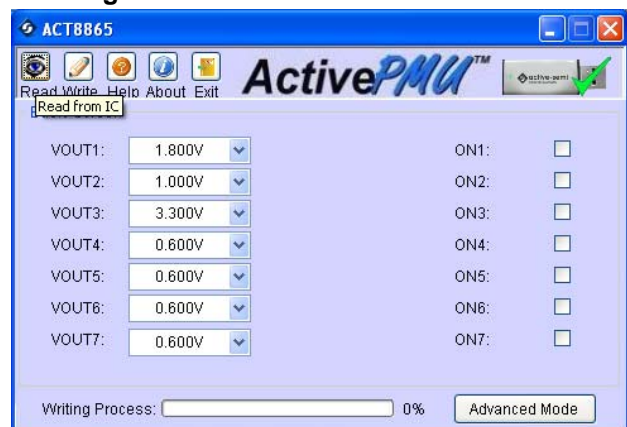 ACT8865
Read Write Help About Exit
ActivePMU™
active-semi
Read from IC
VOUT1: 1.800V ON1:
VOUT2: 1.000V ON2:
VOUT3: 3.300V ON3:
VOUT4: 0.600V ON4:
VOUT5: 0.600V ON5:
VOUT6: 0.600V ON6:
VOUT7: 0.600V ON7:
Writing Process: 0% Advanced Mode